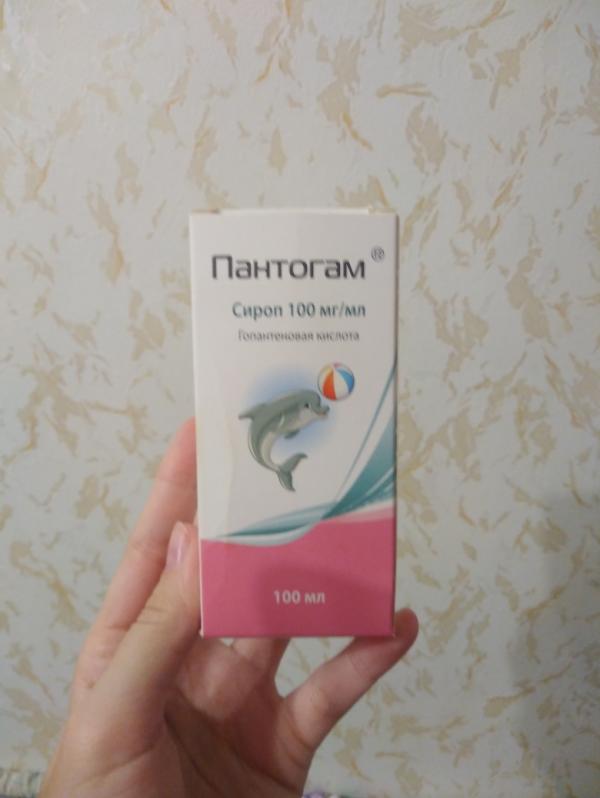 Пантогам®
Сироп 100 мг/мл
Гопантеновая кислота
100 мл